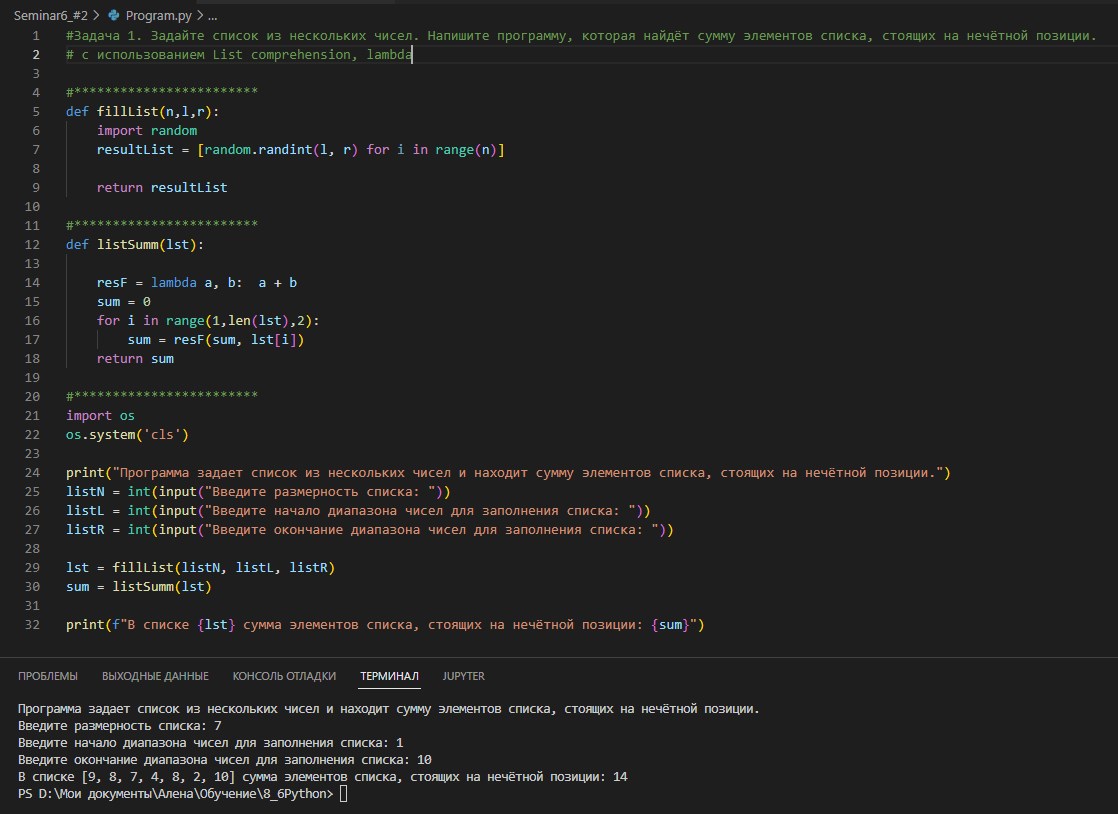 Seminar6_#2 > Program.py > ...
1 #Задача 1. Задайте список из нескольких чисел. Напишите программу, которая найдёт сумму элементов списка, стоящих на нечётной позиции.
2 # с использованием List comprehension, lambda
3
4 #************************
5 def fillList(n,l,r):
6     import random
7     resultList = [random.randint(l, r) for i in range(n)]
8
9     return resultList
10
11 #************************
12 def listSumm(lst):
13
14     resF = lambda a, b:  a + b
15     sum = 0
16     for i in range(1,len(lst),2):
17         sum = resF(sum, lst[i])
18     return sum
19
20 #************************
21 import os
22 os.system('cls')
23
24 print("Программа задает список из нескольких чисел и находит сумму элементов списка, стоящих на нечётной позиции.")
25 listN = int(input("Введите размерность списка: "))
26 listL = int(input("Введите начало диапазона чисел для заполнения списка: "))
27 listR = int(input("Введите окончание диапазона чисел для заполнения списка: "))
28
29 lst = fillList(listN, listL, listR)
30 sum = listSumm(lst)
31
32 print(f"В списке {lst} сумма элементов списка, стоящих на нечётной позиции: {sum}")
ПРОБЛЕМЫ ВЫХОДНЫЕ ДАННЫЕ КОНСОЛЬ ОТЛАДКИ ТЕРМИНАЛ JUPYTER
Программа задает список из нескольких чисел и находит сумму элементов списка, стоящих на нечётной позиции.
Введите размерность списка: 7
Введите начало диапазона чисел для заполнения списка: 1
Введите окончание диапазона чисел для заполнения списка: 10
В списке [9, 8, 7, 4, 8, 2, 10] сумма элементов списка, стоящих на нечётной позиции: 14
PS D:\Мои документы\Алена\Обучение\8_6Python>